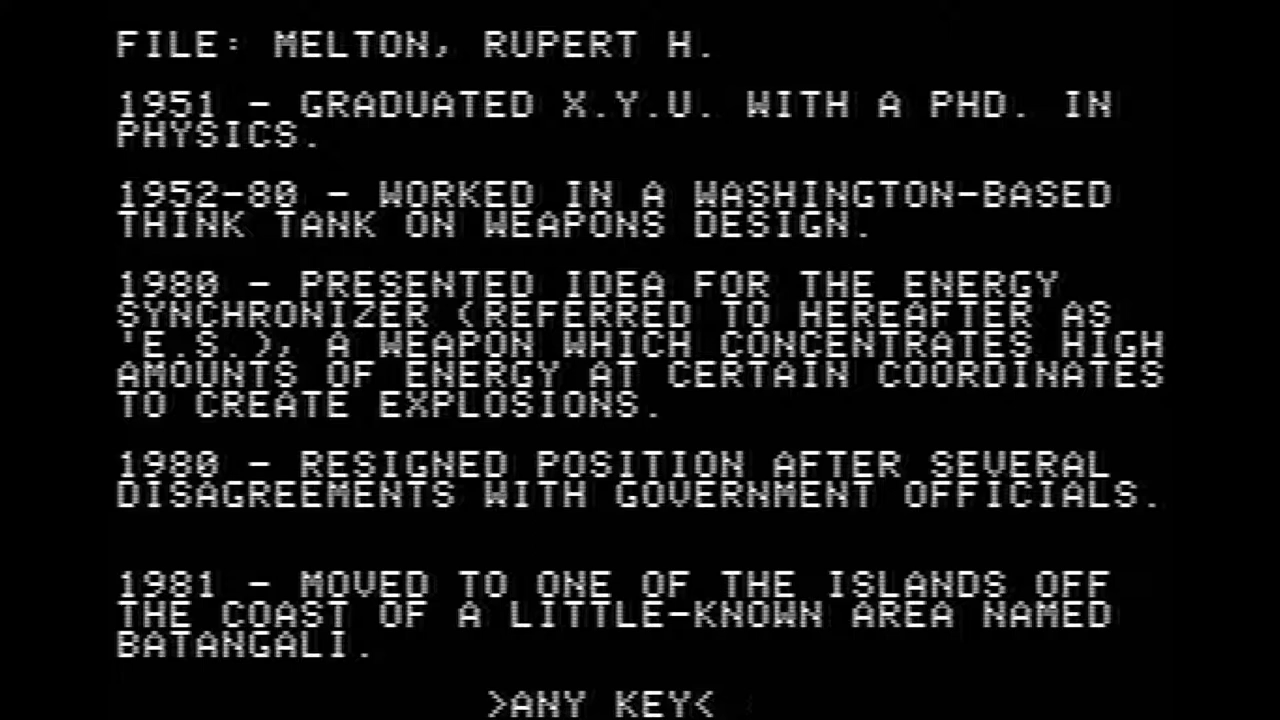 FILE: MELTON, RUPERT H.
1951 - GRADUATED X.Y.U. WITH A PHD. IN
PHYSICS.
1952-80 - WORKED IN A WASHINGTON-BASED
THINK TANK ON WEAPONS DESIGN.
1980 - PRESENTED IDEA FOR THE ENERGY
SYNCHRONIZER (REFERRED TO HEREAFTER AS
'E.S.), A WEAPON WHICH CONCENTRATES HIGH
AMOUNTS OF ENERGY AT CERTAIN COORDINATES
TO CREATE EXPLOSIONS.
1980 - RESIGNED POSITION AFTER SEVERAL
DISAGREEMENTS WITH GOVERNMENT OFFICIALS.
1981 - MOVED TO ONE OF THE ISLANDS OFF
THE COAST OF A LITTLE-KNOWN AREA NAMED
BATANGALI.
>ANY KEY<